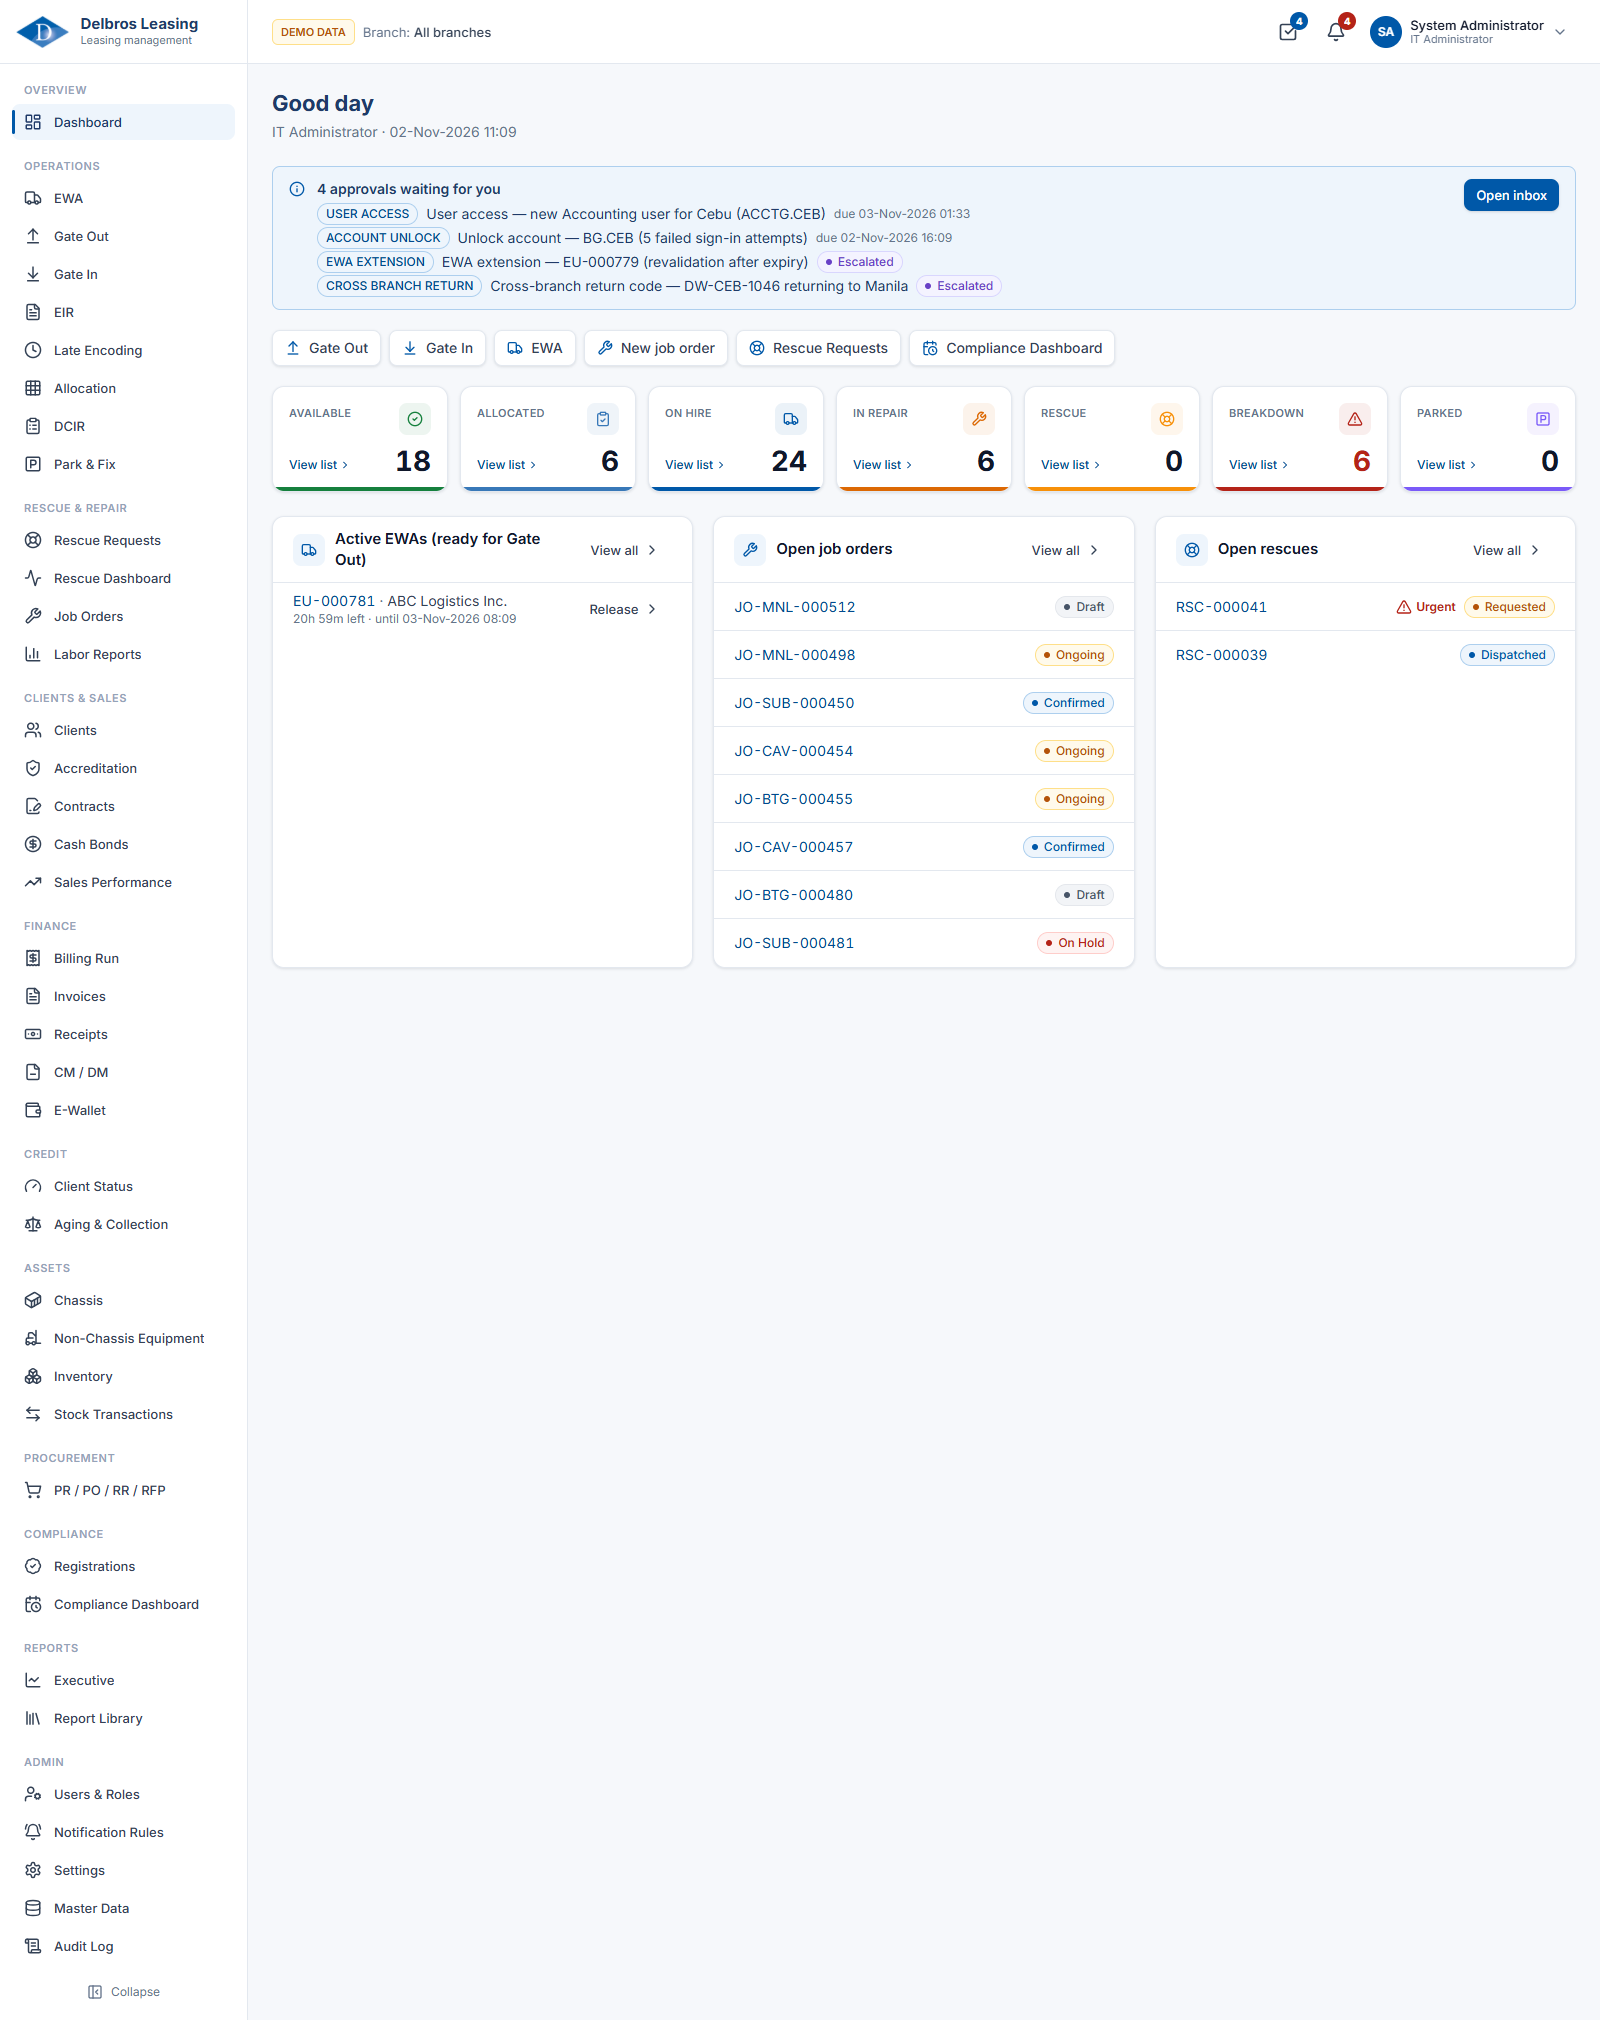 Delbros Leasing
Leasing management
DEMO DATA
Branch: All branches
4
4
SA
System Administrator
IT Administrator
OVERVIEW
Dashboard
OPERATIONS
EWA
Gate Out
Gate In
EIR
Late Encoding
Allocation
DCIR
Park & Fix
RESCUE & REPAIR
Rescue Requests
Rescue Dashboard
Job Orders
Labor Reports
CLIENTS & SALES
Clients
Accreditation
Contracts
Cash Bonds
Sales Performance
FINANCE
Billing Run
Invoices
Receipts
CM / DM
E-Wallet
CREDIT
Client Status
Aging & Collection
ASSETS
Chassis
Non-Chassis Equipment
Inventory
Stock Transactions
PROCUREMENT
PR / PO / RR / RFP
COMPLIANCE
Registrations
Compliance Dashboard
REPORTS
Executive
Report Library
ADMIN
Users & Roles
Notification Rules
Settings
Master Data
Audit Log
Collapse
Good day
IT Administrator · 02-Nov-2026 11:09
4 approvals waiting for you
Open inbox
USER ACCESS User access — new Accounting user for Cebu (ACCTG.CEB) due 03-Nov-2026 01:33
ACCOUNT UNLOCK Unlock account — BG.CEB (5 failed sign-in attempts) due 02-Nov-2026 16:09
EWA EXTENSION EWA extension — EU-000779 (revalidation after expiry) Escalated
CROSS BRANCH RETURN Cross-branch return code — DW-CEB-1046 returning to Manila Escalated
Gate Out
Gate In
EWA
New job order
Rescue Requests
Compliance Dashboard
AVAILABLE
View list
18
ALLOCATED
View list
6
ON HIRE
View list
24
IN REPAIR
View list
6
RESCUE
View list
0
BREAKDOWN
View list
6
PARKED
P
View list
0
Active EWAs (ready for Gate
Out)
View all
EU-000781 · ABC Logistics Inc.
20h 59m left · until 03-Nov-2026 08:09
Release
Open job orders
View all
JO-MNL-000512 Draft
JO-MNL-000498 Ongoing
JO-SUB-000450 Confirmed
JO-CAV-000454 Ongoing
JO-BTG-000455 Ongoing
JO-CAV-000457 Confirmed
JO-BTG-000480 Draft
JO-SUB-000481 On Hold
Open rescues
View all
RSC-000041 Urgent Requested
RSC-000039 Dispatched